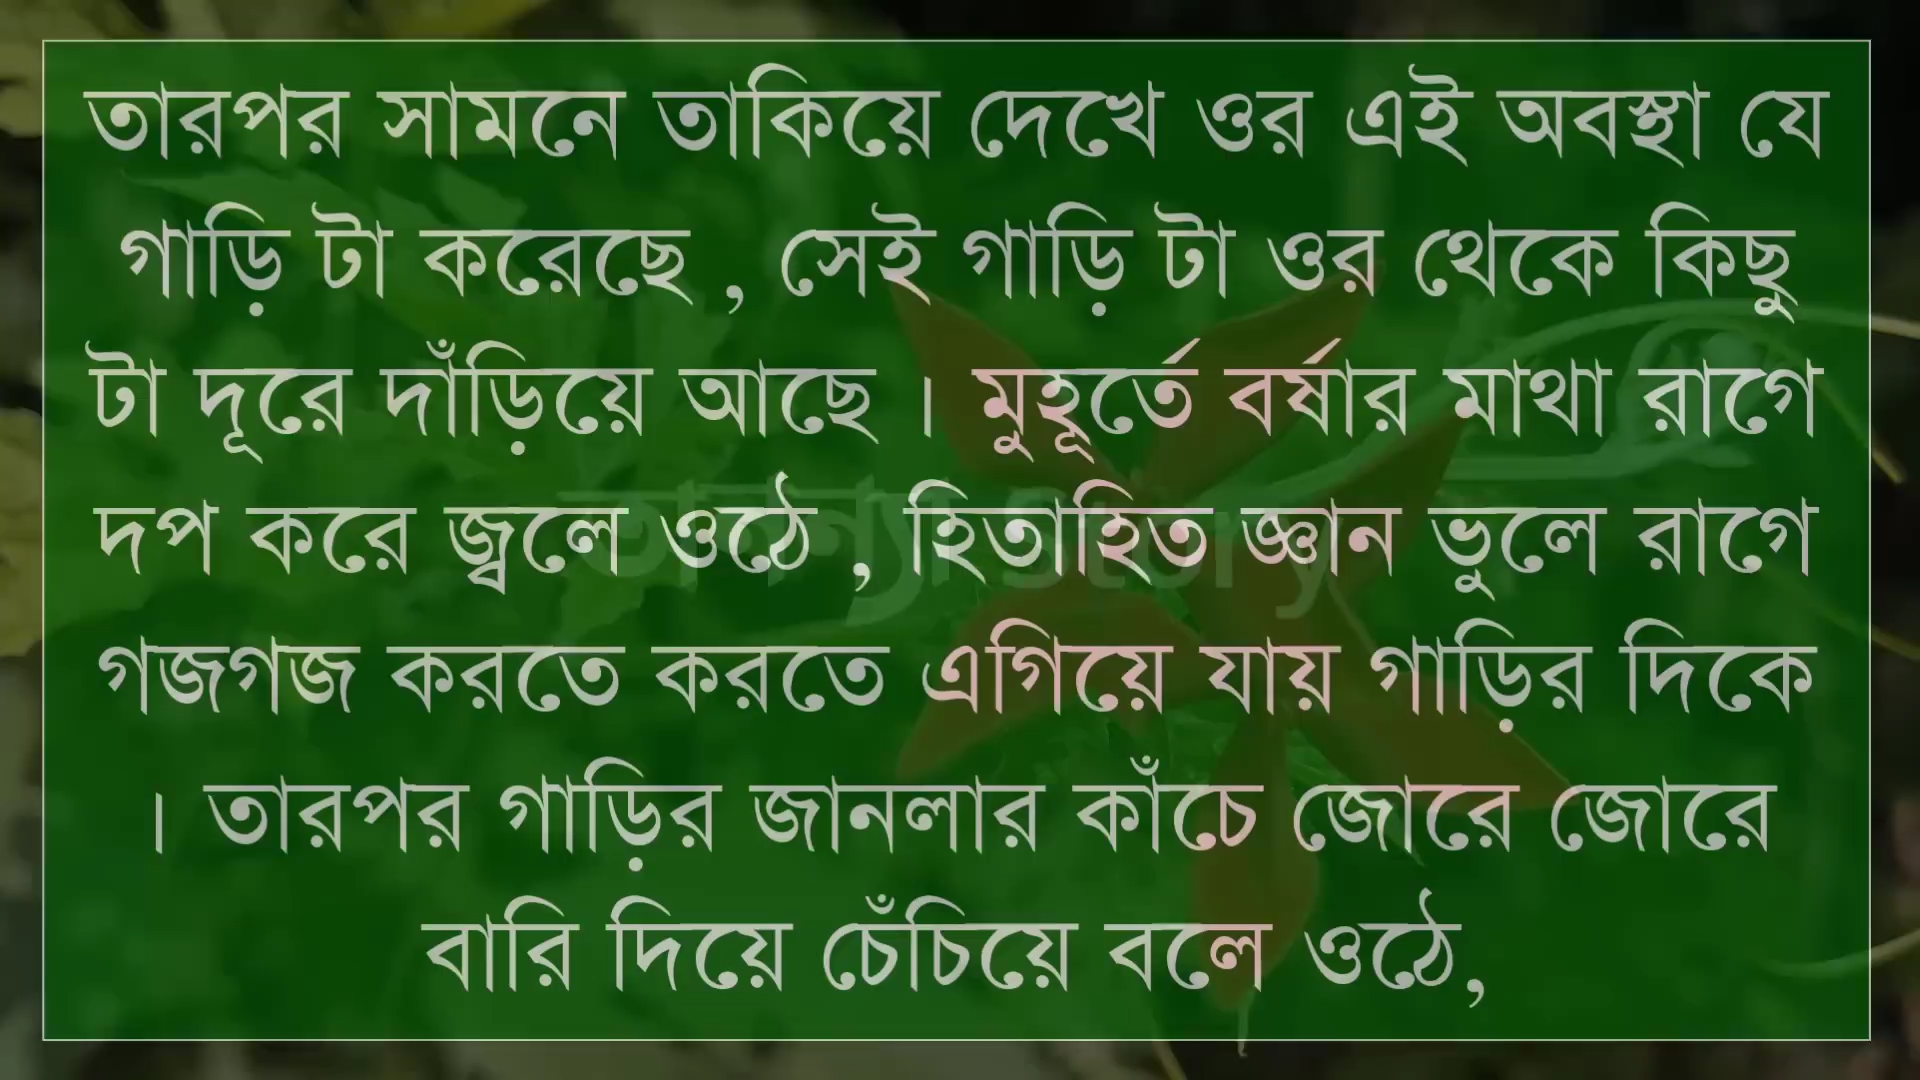 তারপর সামনে তাকিয়ে দেখে ওর এই অবস্থা যে
গাড়ি টা করেছে , সেই গাড়ি টা ওর থেকে কিছু
টা দূরে দাঁড়িয়ে আছে । মুহূর্তে বর্ষার মাথা রাগে
দপ করে জ্বলে ওঠে , হিতাহিত জ্ঞান ভুলে রাগে
গজগজ করতে করতে এগিয়ে যায় গাড়ির দিকে
। তারপর গাড়ির জানলার কাঁচে জোরে জোরে
বারি দিয়ে চেঁচিয়ে বলে ওঠে,
Story